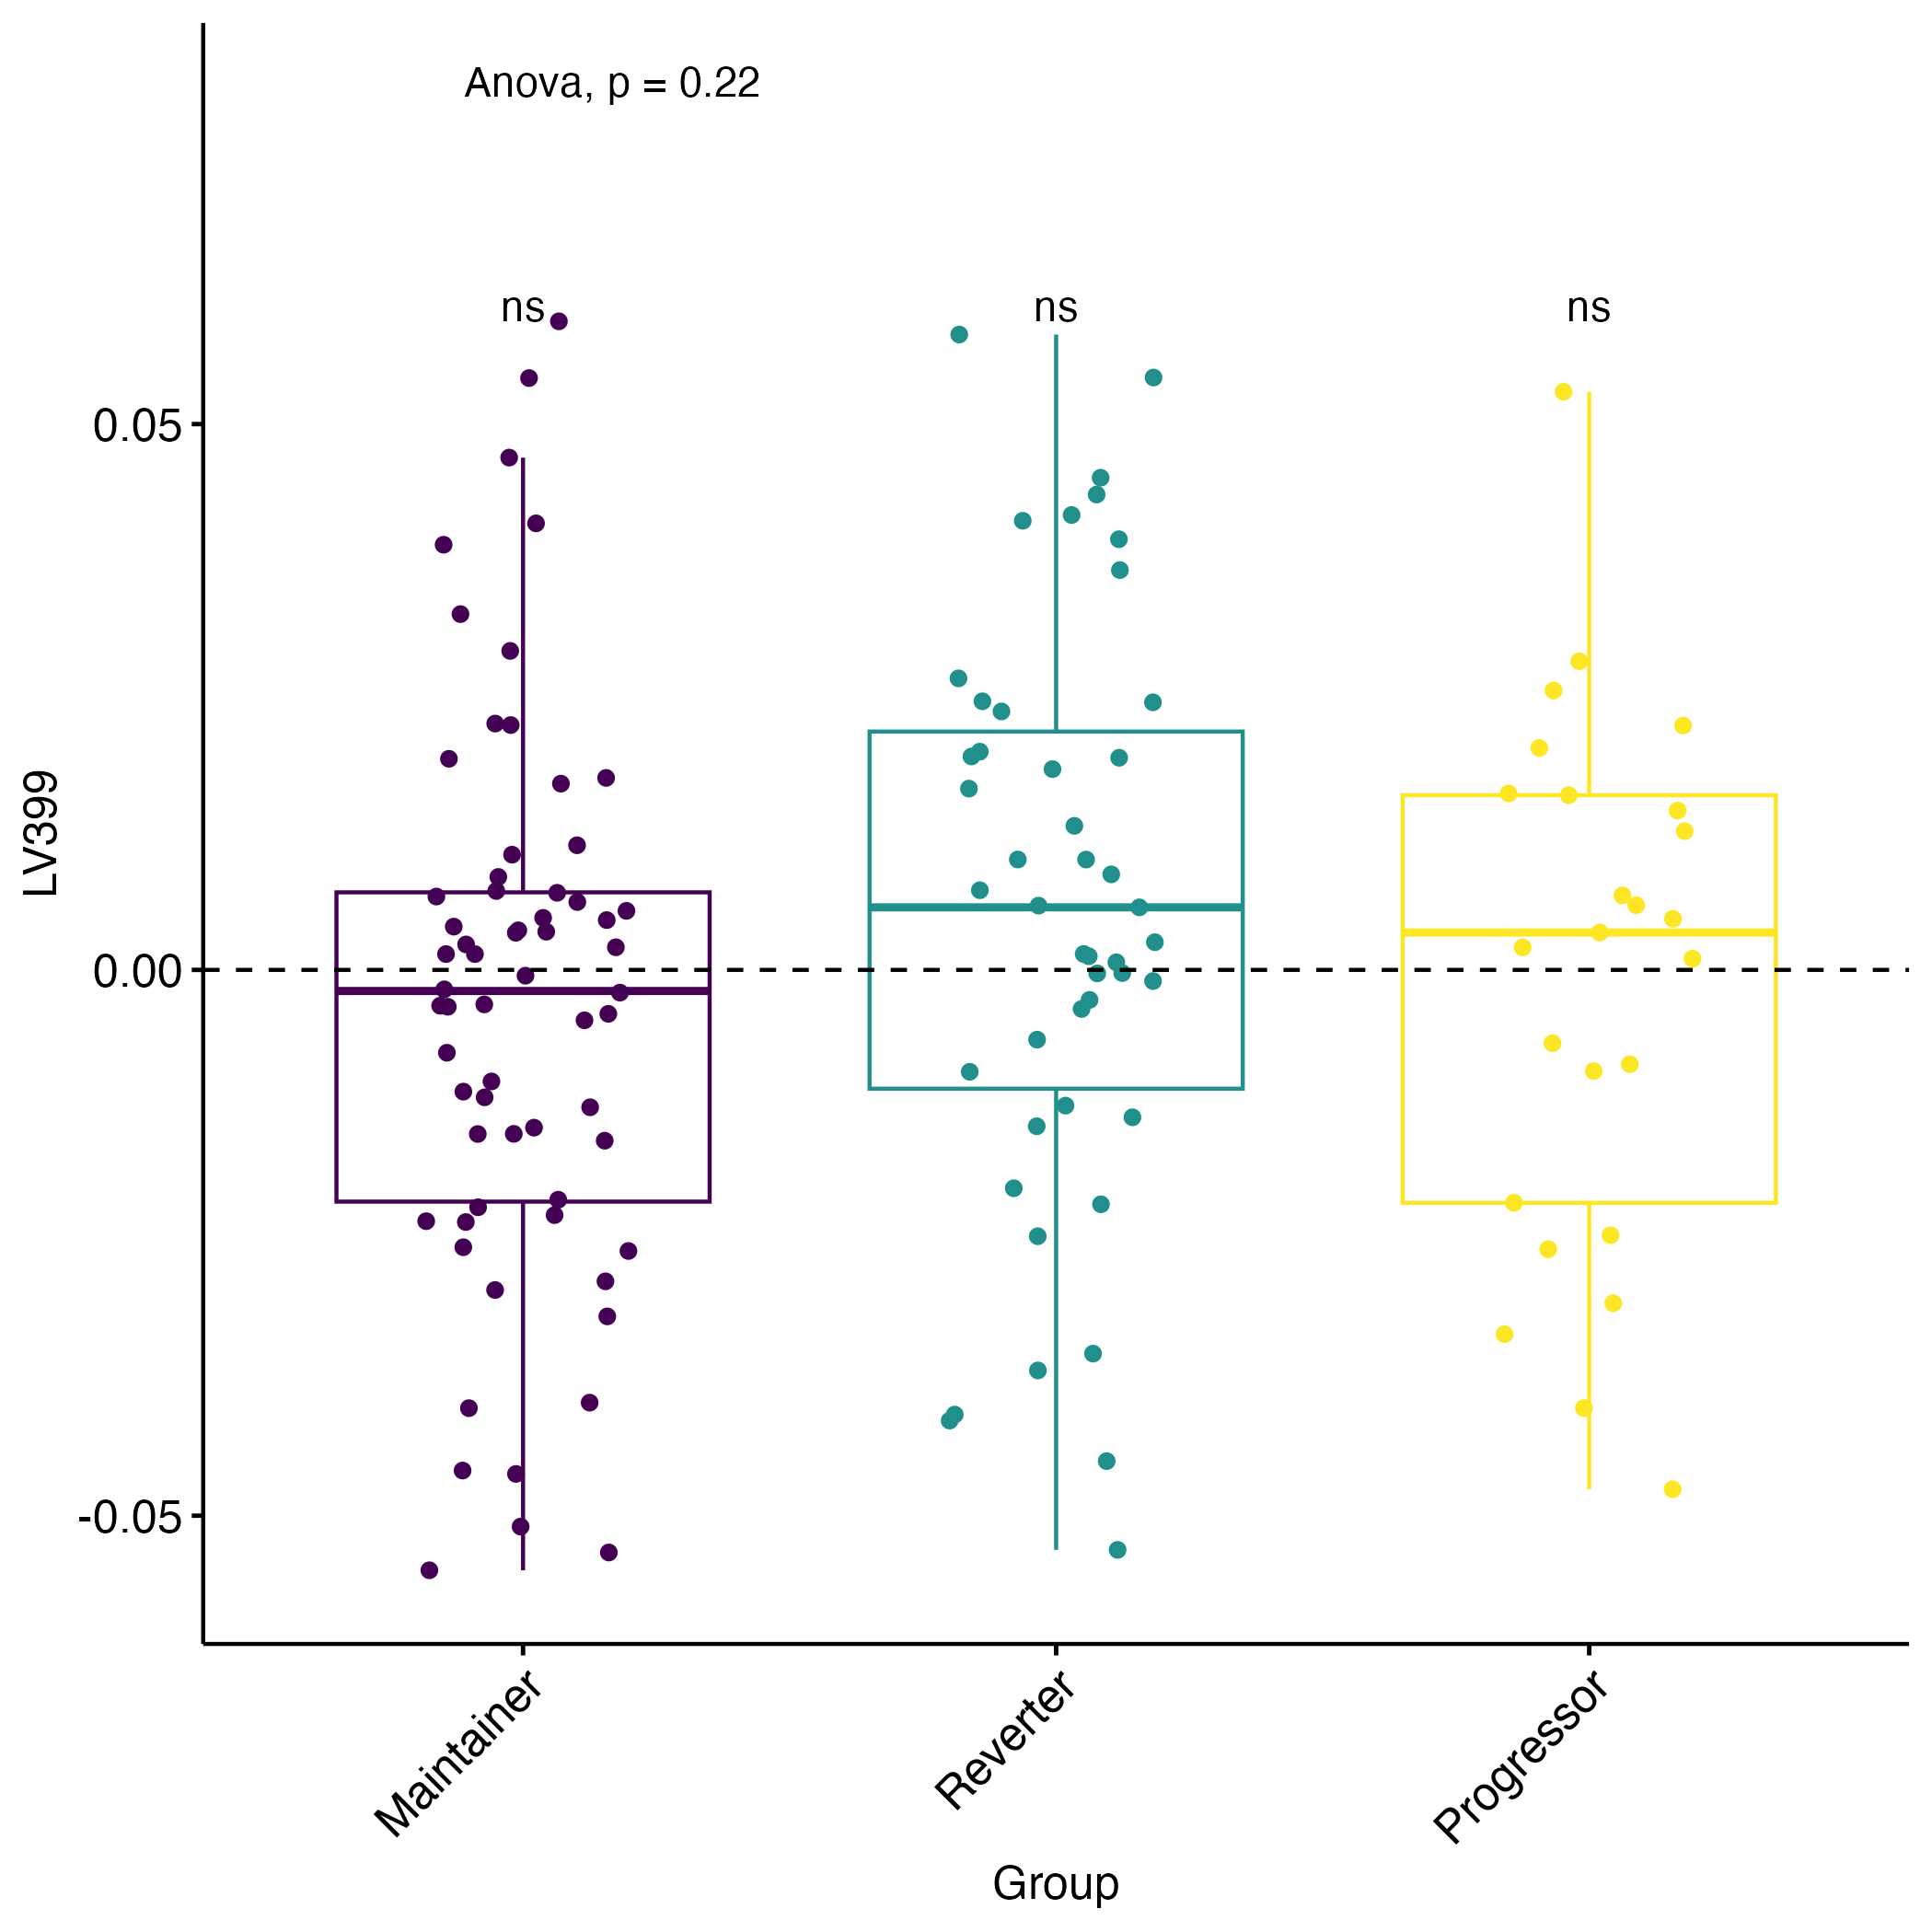 Anova, p = 0.22
ns
ns
ns
0.05
0.00
-0.05
LV399
Maintainer
Reverter
Progressor
Group